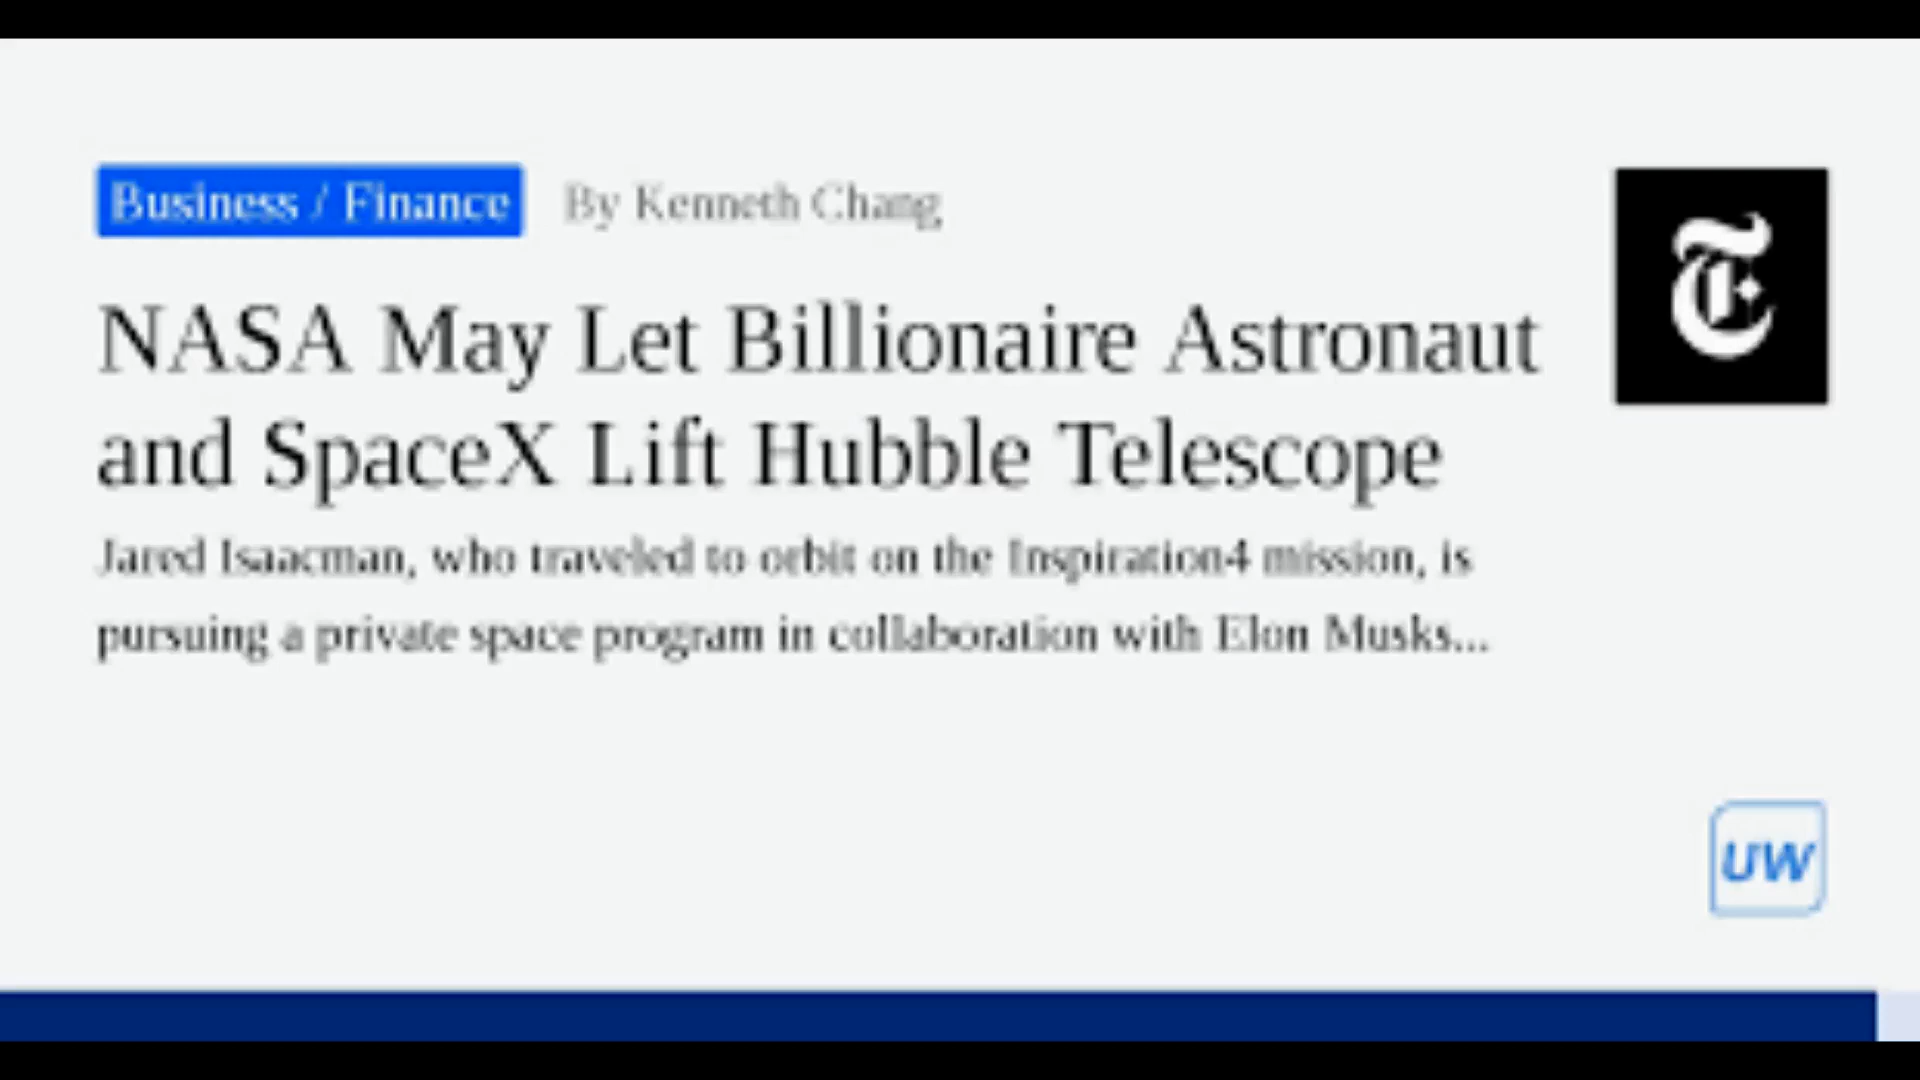 Business / Finance By Kenneth Chang
NASA May Let Billionaire Astronaut
and SpaceX Lift Hubble Telescope
Jared Isaacman, who traveled to orbit on the Inspiration4 mission, is
pursuing a private space program in collaboration with Elon Musks...
T
UW